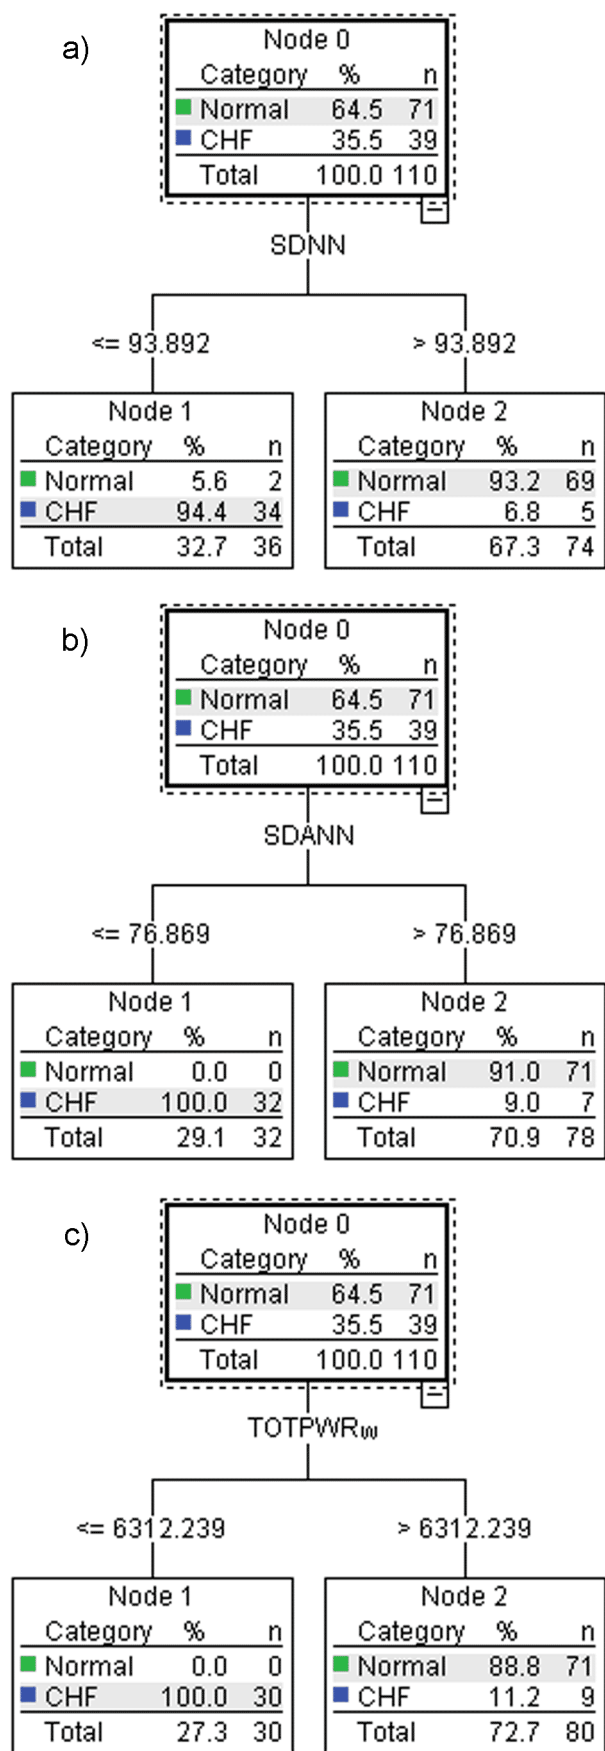 a)
Node 0
Category % n
Normal 64.5 71
CHF 35.5 39
Total 100.0 110
SDNN
<= 93.892 > 93.892
Node 1
Category % n
Normal 5.6 2
CHF 94.4 34
Total 32.7 36
Node 2
Category % n
Normal 93.2 69
CHF 6.8 5
Total 67.3 74
b)
Node 0
Category % n
Normal 64.5 71
CHF 35.5 39
Total 100.0 110
SDANN
<= 76.869 > 76.869
Node 1
Category % n
Normal 0.0 0
CHF 100.0 32
Total 29.1 32
Node 2
Category % n
Normal 91.0 71
CHF 9.0 7
Total 70.9 78
c)
Node 0
Category % n
Normal 64.5 71
CHF 35.5 39
Total 100.0 110
TOTPWRW
<= 6312.239 > 6312.239
Node 1
Category % n
Normal 0.0 0
CHF 100.0 30
Total 27.3 30
Node 2
Category % n
Normal 88.8 71
CHF 11.2 9
Total 72.7 80